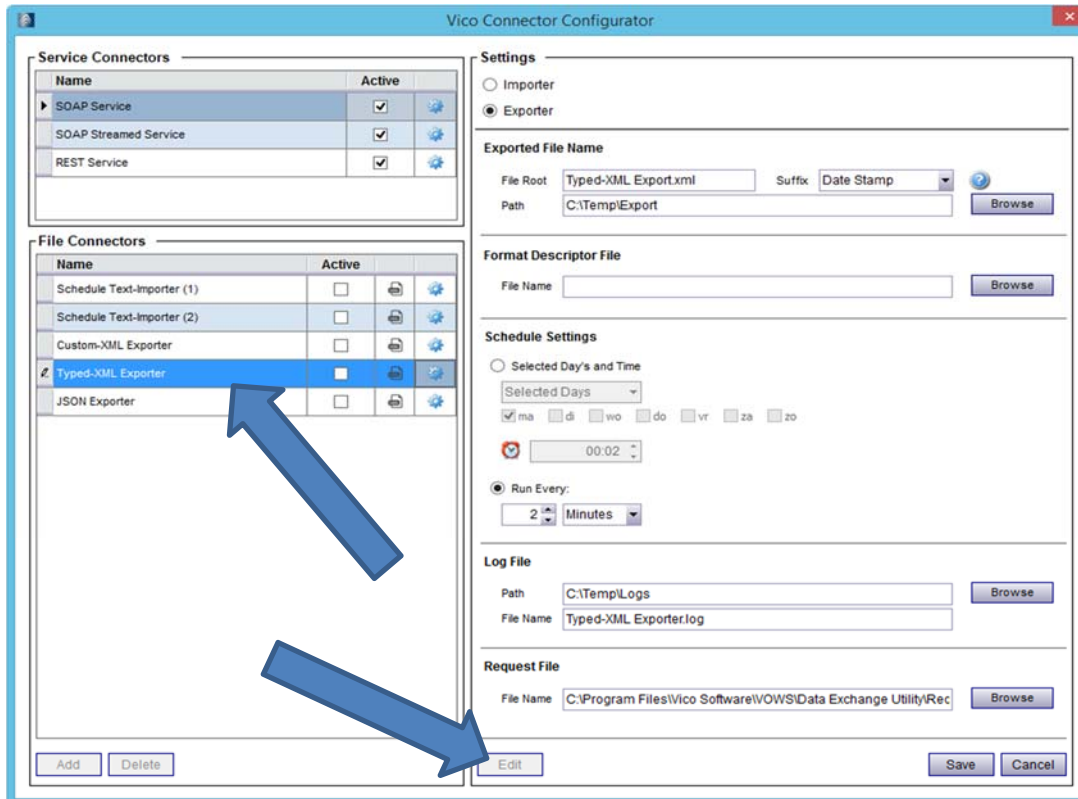 Vico Connector Configurator
Service Connectors
Name Active
SOAP Service
SOAP Streamed Service
REST Service
File Connectors
Name Active
Schedule Text-Importer (1)
Schedule Text-Importer (2)
Custom-XML Exporter
Typed-XML Exporter
JSON Exporter
Add Delete
Settings
Importer
Exporter
Exported File Name
File Root Typed-XML Export.xml Suffix Date Stamp
Path C:\Temp\Export Browse
Format Descriptor File
File Name Browse
Schedule Settings
Selected Day's and Time
Selected Days
ma di wo do vr za zo
00:02
Run Every:
2 Minutes
Log File
Path C:\Temp\Logs Browse
File Name Typed-XML Exporter.log
Request File
File Name C:\Program Files\Vico Software\VOWS\Data Exchange Utility\Rec Browse
Edit Save Cancel